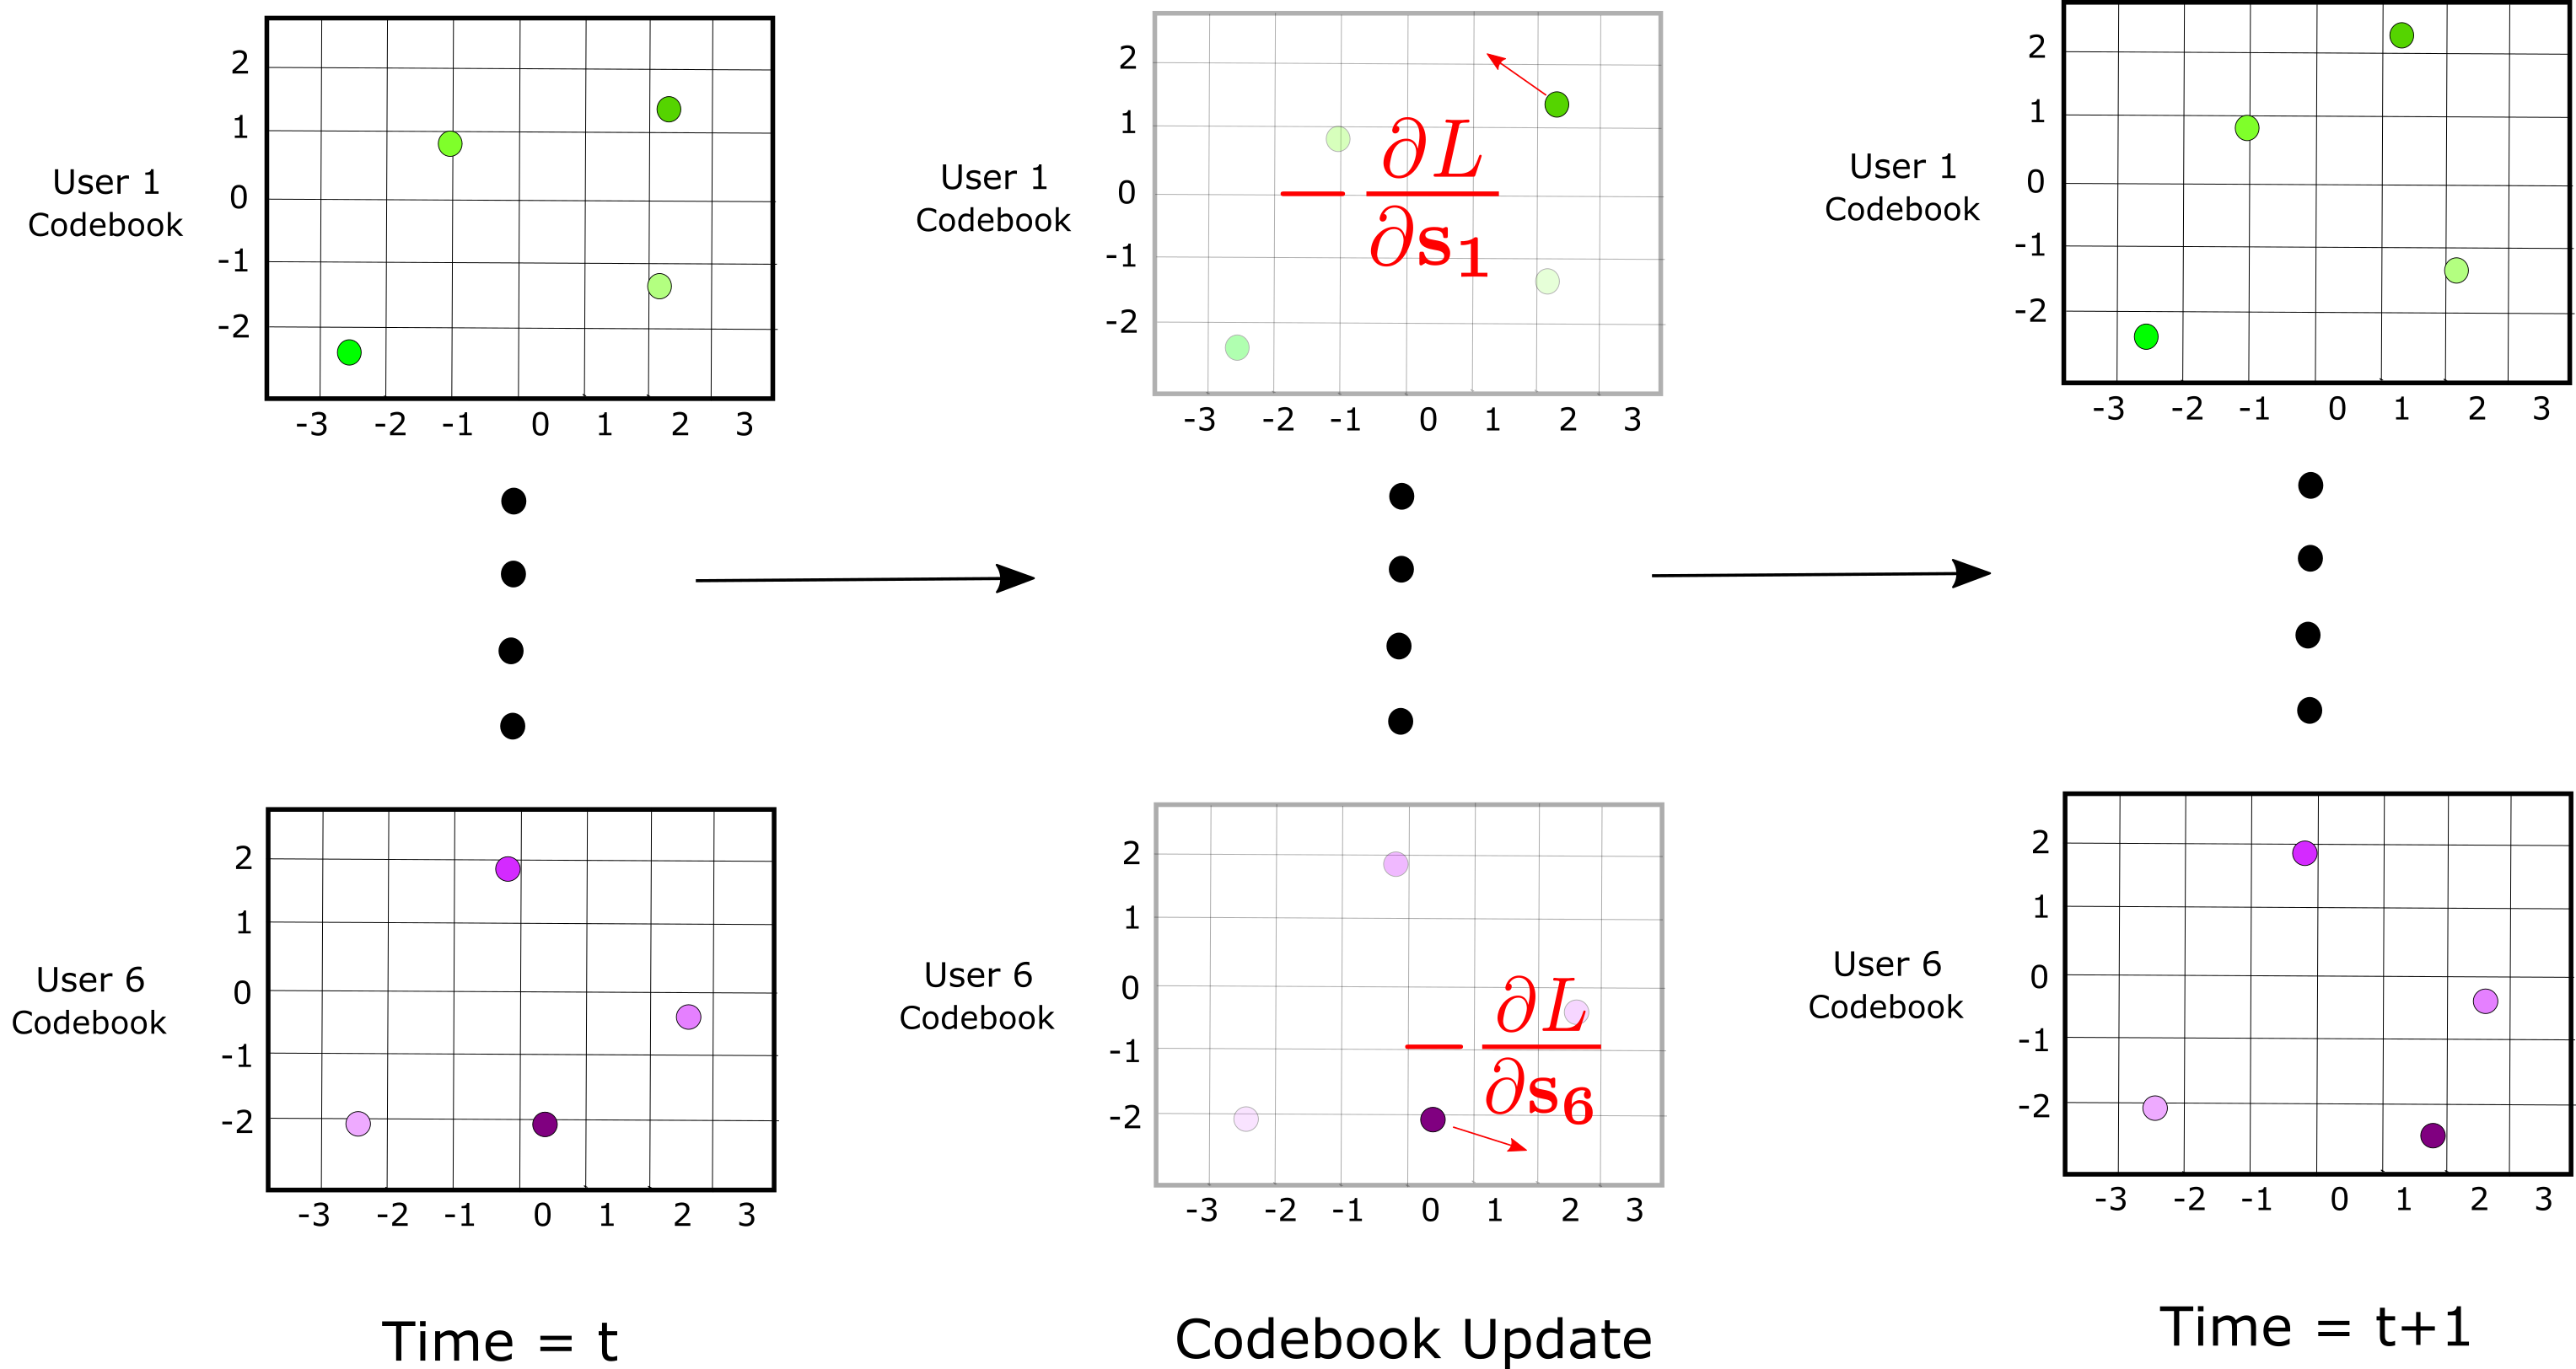 2
1
User 1
Codebook
0
-1
-2
-3 -2 -1 0 1 2 3
2
1
User 1
Codebook
0
-1
-2
− ∂L
∂s₁
-3 -2 -1 0 1 2 3
2
1
User 1
Codebook
0
-1
-2
-3 -2 -1 0 1 2 3
2
1
User 6
Codebook
0
-1
-2
-3 -2 -1 0 1 2 3
2
1
User 6
Codebook
0
-1
-2
− ∂L
∂s₆
-3 -2 -1 0 1 2 3
2
1
User 6
Codebook
0
-1
-2
-3 -2 -1 0 1 2 3
Time = t
Codebook Update
Time = t+1